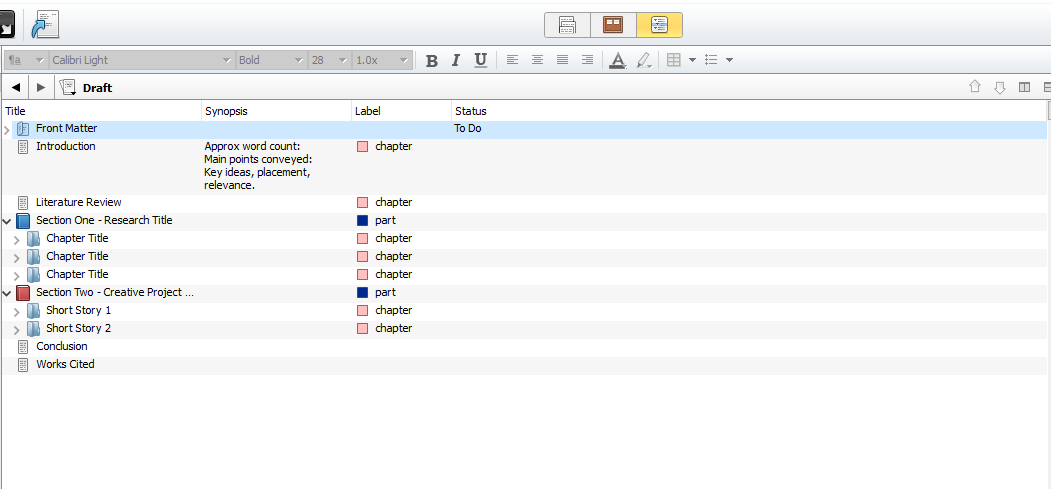 ¶a Calibri Light Bold 28 1.0x B I U A
Draft
Title Synopsis Label Status
Front Matter To Do
Introduction Approx word count: chapter
Main points conveyed:
Key ideas, placement,
relevance.
Literature Review chapter
Section One - Research Title part
Chapter Title chapter
Chapter Title chapter
Chapter Title chapter
Section Two - Creative Project ... part
Short Story 1 chapter
Short Story 2 chapter
Conclusion
Works Cited